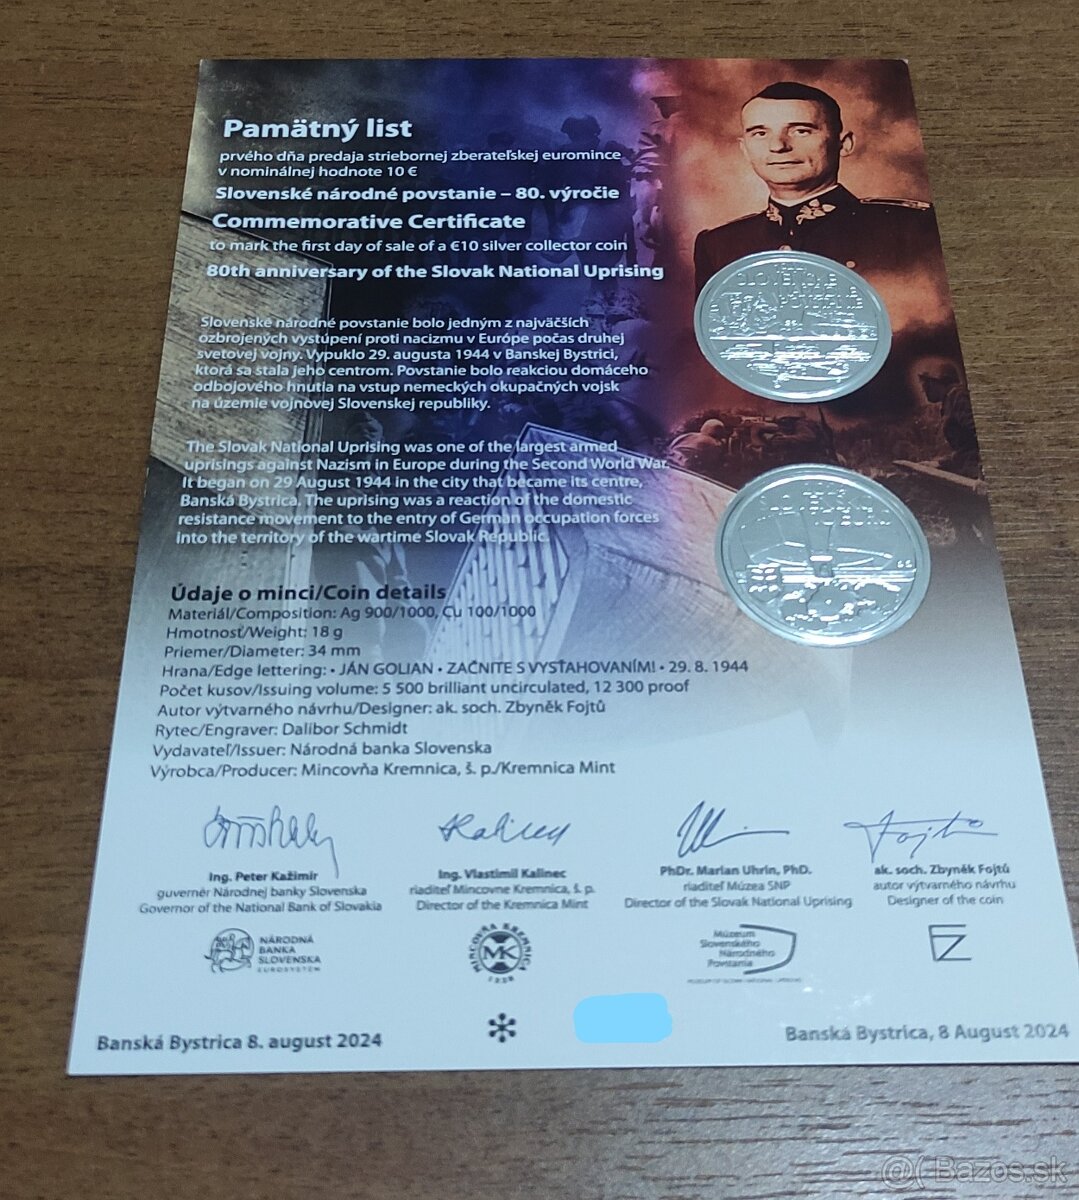 Pamätný list
prvého dňa predaja striebornej zberateľskej euromince
v nominálnej hodnote 10 €
Slovenské národné povstanie – 80. výročie
Commemorative Certificate
to mark the first day of sale of a €10 silver collector coin
80th anniversary of the Slovak National Uprising
Slovenské národné povstanie bolo jedným z najväčších
ozbrojených vystúpení proti nacizmu v Európe počas druhej
svetovej vojny. Vypuklo 29. augusta 1944 v Banskej Bystrici,
ktorá sa stala jeho centrom. Povstanie bolo reakciou domáceho
odbojového hnutia na vstup nemeckých okupačných vojsk
na územie vojnovej Slovenskej republiky.
The Slovak National Uprising was one of the largest armed
uprisings against Nazism in Europe during the Second World War.
It began on 29 August 1944 in the city that became its centre,
Banská Bystrica. The uprising was a reaction of the domestic
resistance movement to the entry of German occupation forces
into the territory of the wartime Slovak Republic.
Údaje o minci/Coin details
Materiál/Composition: Ag 900/1000, Cu 100/1000
Hmotnosť/Weight: 18 g
Priemer/Diameter: 34 mm
Hrana/Edge lettering: • JÁN GOLIAN • ZAČNITE S VYSŤAHOVANÍM! • 29. 8. 1944
Počet kusov/Issuing volume: 5 500 brilliant uncirculated, 12 300 proof
Autor výtvarného návrhu/Designer: ak. soch. Zbyněk Fojtů
Rytec/Engraver: Dalibor Schmidt
Vydavateľ/Issuer: Národná banka Slovenska
Výrobca/Producer: Mincovňa Kremnica, š. p./Kremnica Mint
Ing. Peter Kažimír
guvernér Národnej banky Slovenska
Governor of the National Bank of Slovakia
Ing. Vlastimil Kalinec
riaditeľ Mincovne Kremnica, š. p.
Director of the Kremnica Mint
PhDr. Marian Uhrin, PhD.
riaditeľ Múzea SNP
Director of the Slovak National Uprising
ak. soch. Zbyněk Fojtů
autor výtvarného návrhu
Designer of the coin
NÁRODNÁ
BANKA
SLOVENSKA
EUROSYSTÉM
MINCOVŇA KREMNICA
MK
1328
Múzeum
Slovenského
Národného
Povstania
Banská Bystrica 8. august 2024
Banská Bystrica, 8 August 2024
@( Bazos.sk